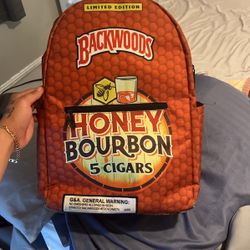 LIMITED EDITION
BACKWOODS
HONEY
BOURBON
5 CIGARS
G&A. GENERAL WARNING: